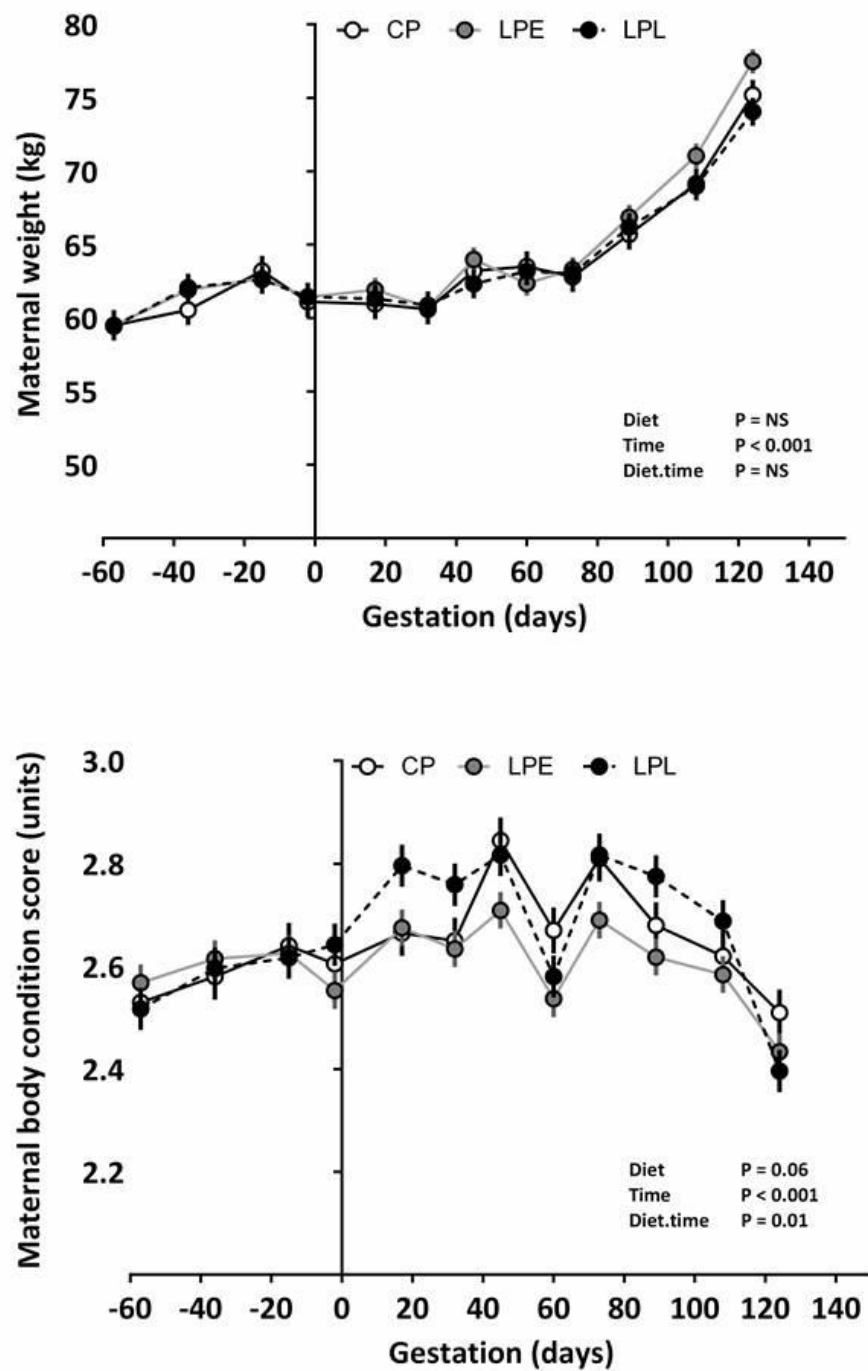 80
CP LPE LPL
75
70
65
60
55
50
Maternal weight (kg)
Diet P = NS
Time P < 0.001
Diet.time P = NS
-60 -40 -20 0 20 40 60 80 100 120 140
Gestation (days)
3.0
CP LPE LPL
2.8
2.6
2.4
2.2
Maternal body condition score (units)
Diet P = 0.06
Time P < 0.001
Diet.time P = 0.01
-60 -40 -20 0 20 40 60 80 100 120 140
Gestation (days)